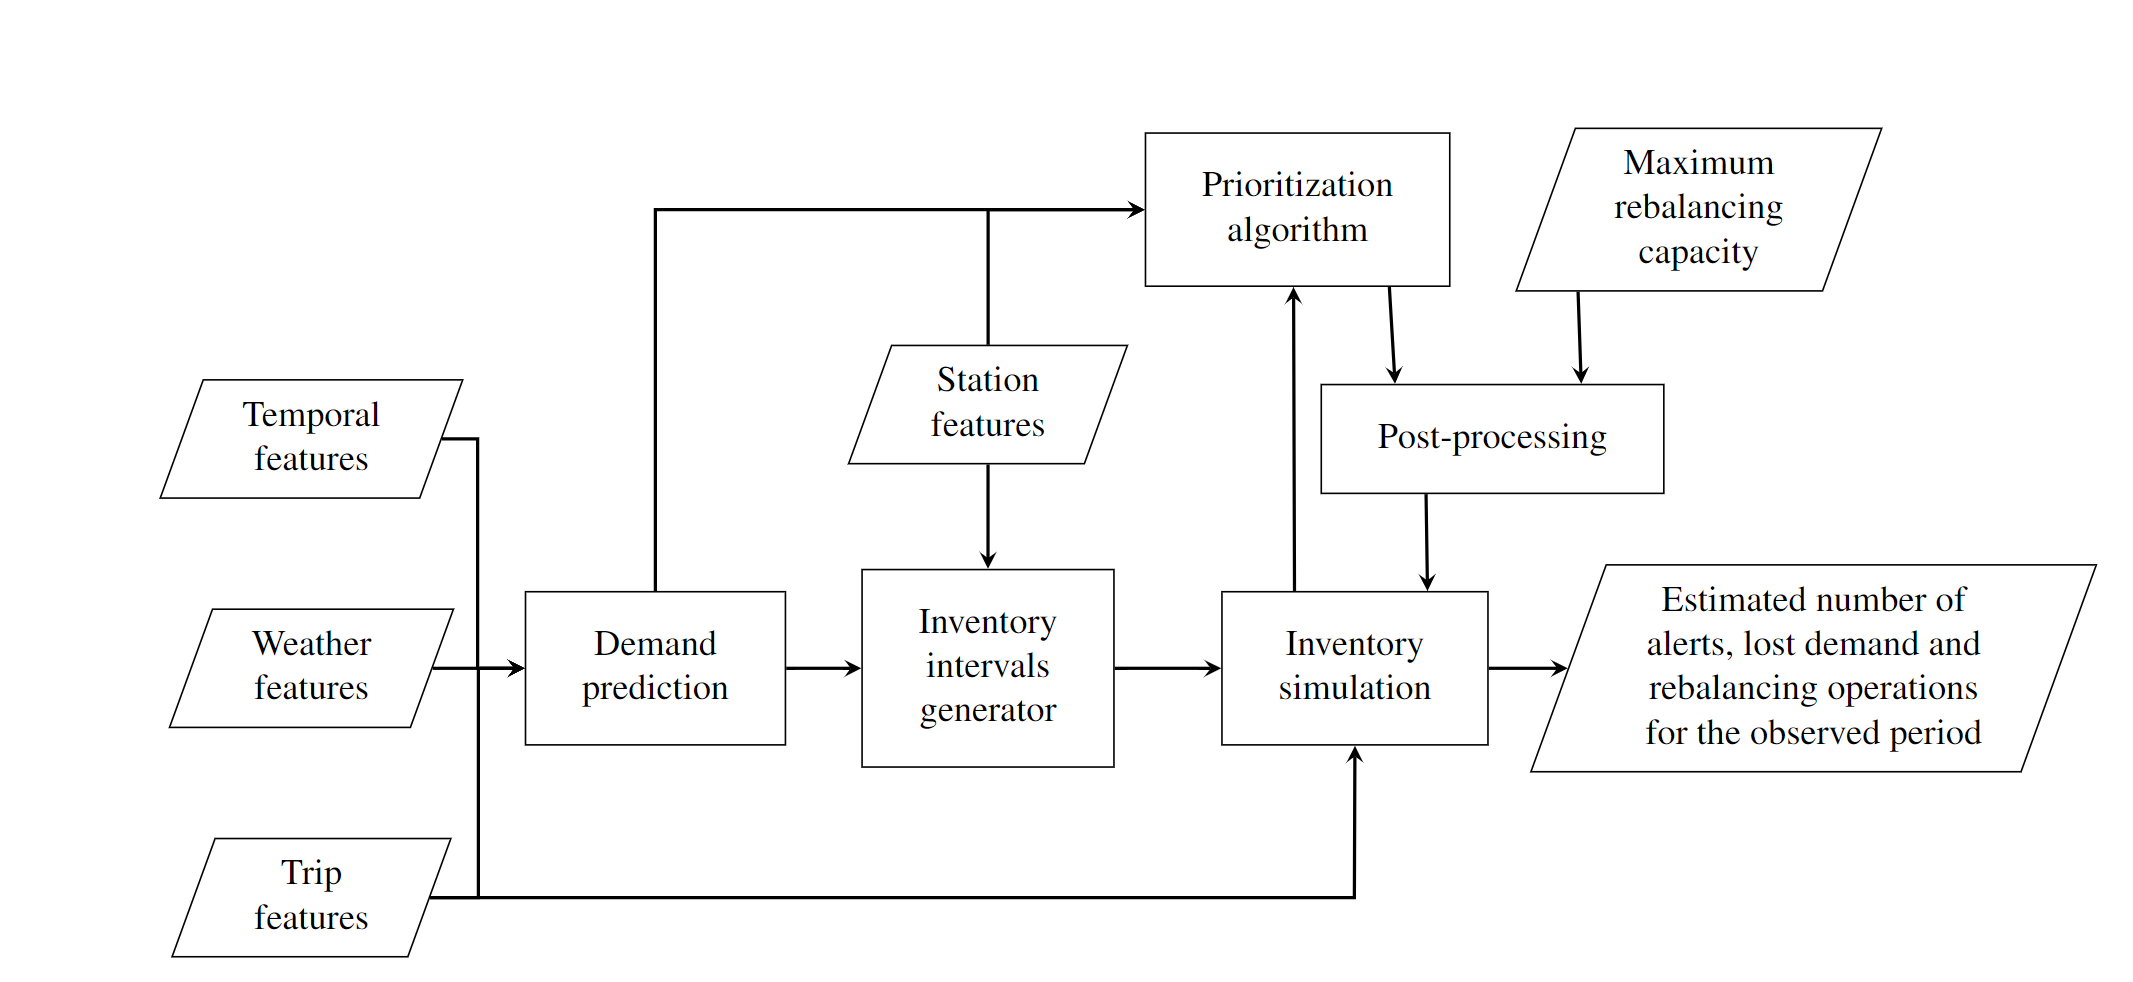 Prioritization
algorithm
Maximum
rebalancing
capacity
Station
features
Temporal
features
Post-processing
Weather
features
Demand
prediction
Inventory
intervals
generator
Inventory
simulation
Estimated number of
alerts, lost demand and
rebalancing operations
for the observed period
Trip
features